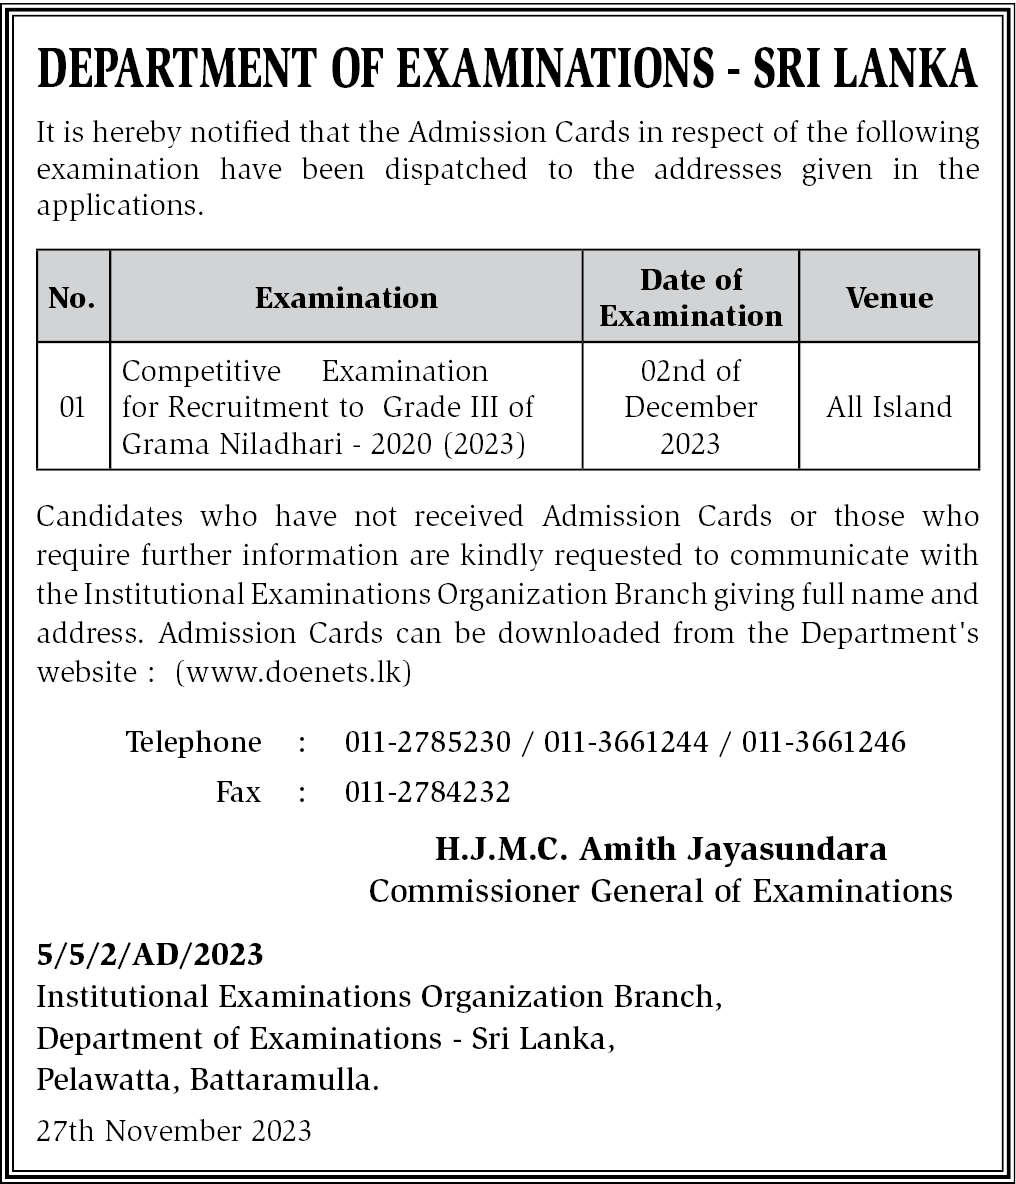 DEPARTMENT OF EXAMINATIONS - SRI LANKA
It is hereby notified that the Admission Cards in respect of the following
examination have been dispatched to the addresses given in the
applications.
No.
Examination
Date of
Examination
Venue
01
Competitive Examination
for Recruitment to Grade III of
Grama Niladhari - 2020 (2023)
02nd of
December
2023
All Island
Candidates who have not received Admission Cards or those who
require further information are kindly requested to communicate with
the Institutional Examinations Organization Branch giving full name and
address. Admission Cards can be downloaded from the Department's
website : (www.doenets.lk)
Telephone : 011-2785230 / 011-3661244 / 011-3661246
Fax : 011-2784232
H.J.M.C. Amith Jayasundara
Commissioner General of Examinations
5/5/2/AD/2023
Institutional Examinations Organization Branch,
Department of Examinations - Sri Lanka,
Pelawatta, Battaramulla.
27th November 2023